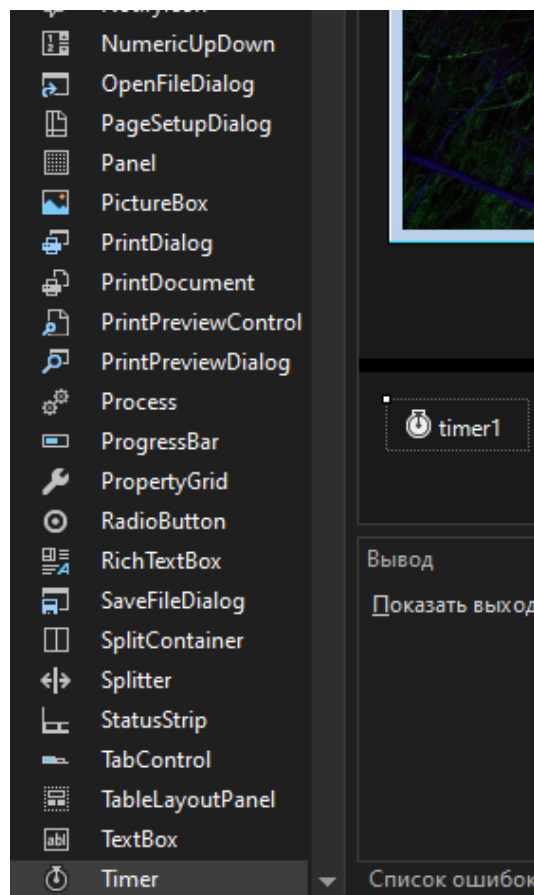 NumericUpDown
OpenFileDialog
PageSetupDialog
Panel
PictureBox
PrintDialog
PrintDocument
PrintPreviewControl
PrintPreviewDialog
Process
ProgressBar
PropertyGrid
RadioButton
RichTextBox
SaveFileDialog
SplitContainer
Splitter
StatusStrip
TabControl
TableLayoutPanel
TextBox
Timer
timer1
Вывод
Показать выход
Список ошибок